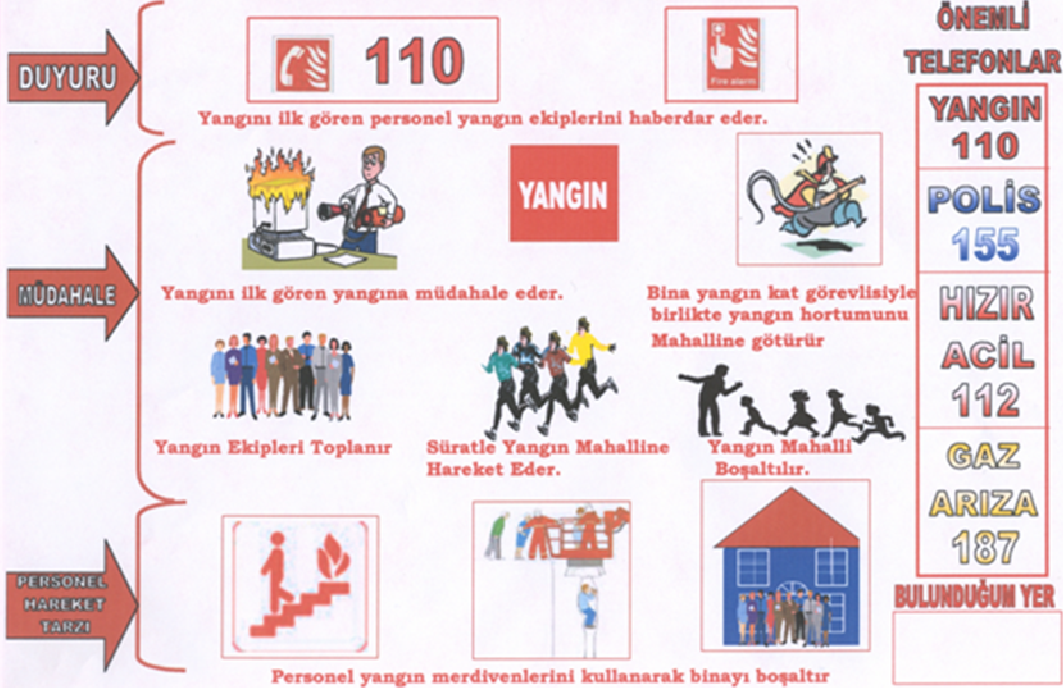 DUYURU
110
Fire alarm
Yangını ilk gören personel yangın ekiplerini haberdar eder.
MÜDAHALE
YANGIN
Yangını ilk gören yangına müdahale eder.
Bina yangın kat görevlisiyle
birlikte yangın hortumunu
Mahalline götürür
Yangın Ekipleri Toplanır
Süratle Yangın Mahalline
Hareket Eder.
Yangın Mahalli
Boşaltılır.
PERSONEL
HAREKET
TARZI
Personel yangın merdivenlerini kullanarak binayı boşaltır
ÖNEMLİ
TELEFONLAR
YANGIN
110
POLİS
155
HIZIR
ACİL
112
GAZ
ARIZA
187
BULUNDUĞUM YER